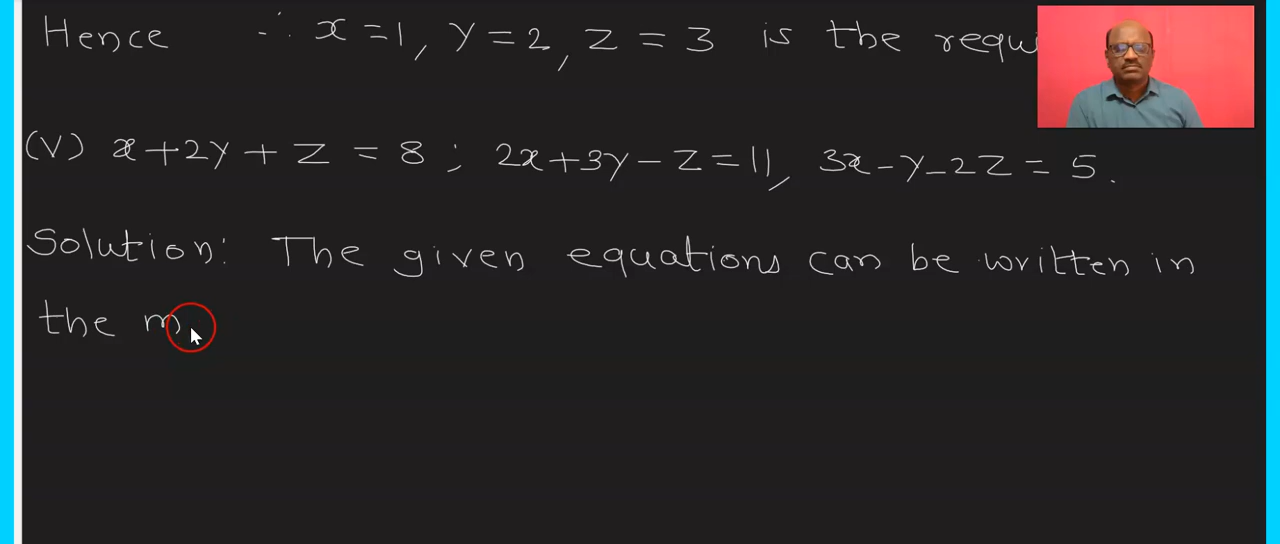 Hence ∴ x=1, y=2, z=3 is the requi
(V) x+2y+z=8; 2x+3y-z=11, 3x-y-2z=5.
Solution: The given equations can be written in
the m